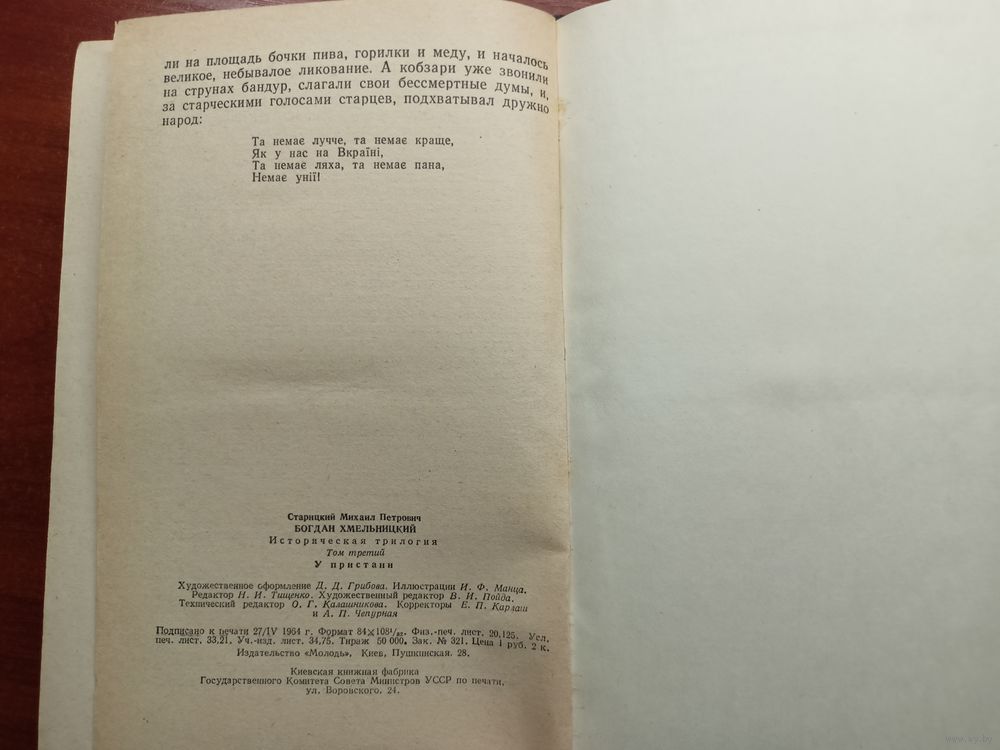 ли на площадь бочки пива, горилки и меду, и началось
великое, небывалое ликование. А кобзари уже звонили
на струнах бандур, слагали свои бессмертные думы, и,
за старческими голосами старцев, подхватывал дружно
народ:
Та немає лучче, та немає краще,
Як у нас на Вкраїні,
Та немає ляха, та немає пана,
Немає унії!
Старицкий Михаил Петрович
БОГДАН ХМЕЛЬНИЦКИЙ
Историческая трилогия
Том третий
У пристани
Художественное оформление Д. Д. Грибова. Иллюстрации И. Ф. Манца.
Редактор Н. И. Тищенко. Художественный редактор В. И. Пойда.
Технический редактор О. Г. Калашникова. Корректоры Е. П. Карлаш
и А. П. Чепурная
Подписано к печати 27/IV 1964 г. Формат 84×108¹/₃₂. Физ.-печ. лист. 20,125. Усл.
печ. лист. 33,21. Уч.-изд. лист. 34,75. Тираж 50 000. Зак. № 321. Цена 1 руб. 2 к.
Издательство «Молодь», Киев, Пушкинская, 28.
Киевская книжная фабрика
Государственного Комитета Совета Министров УССР по печати,
ул. Воровского, 24.